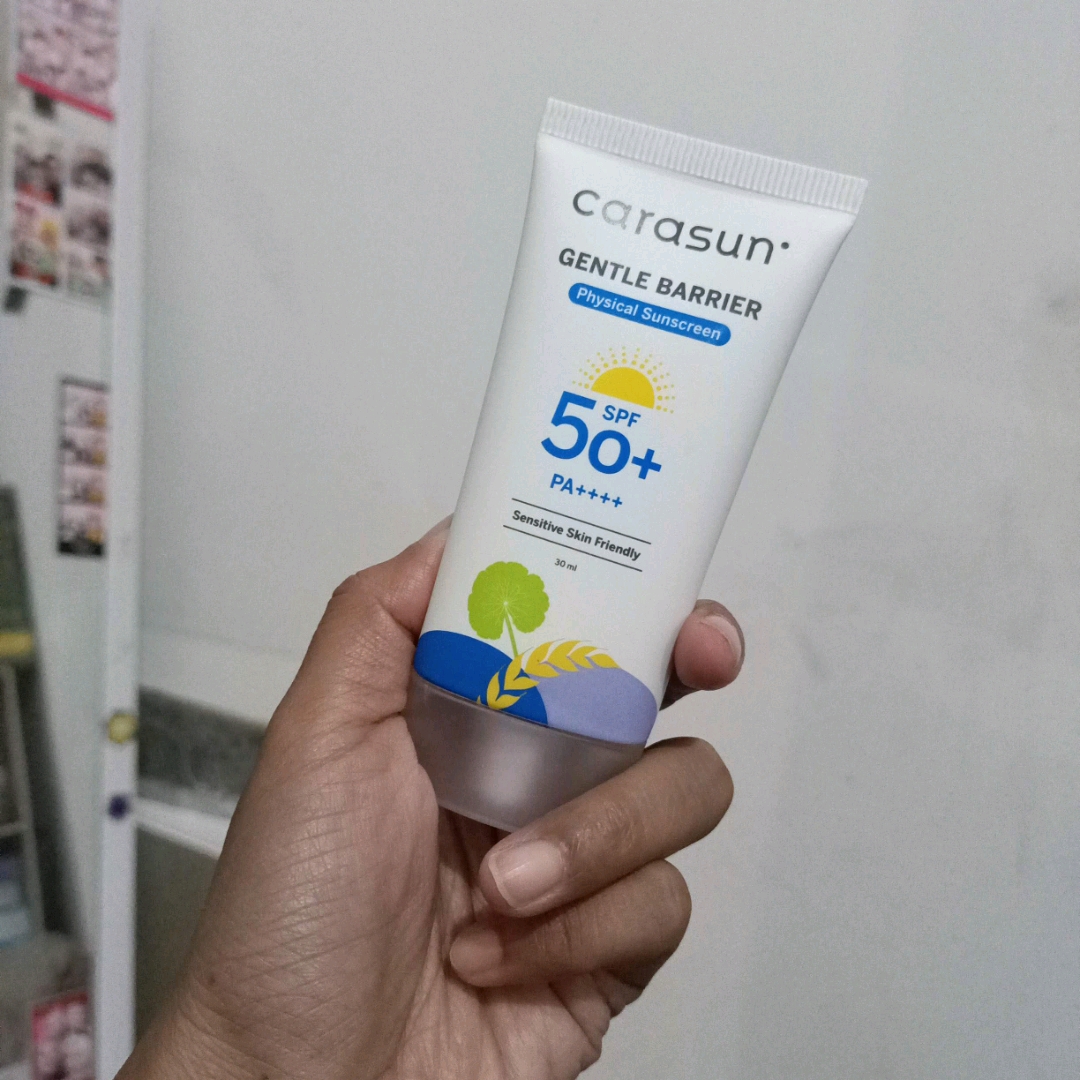 carasun
GENTLE BARRIER
Physical Sunscreen
SPF
50+
PA++++
Sensitive Skin Friendly
30 ml